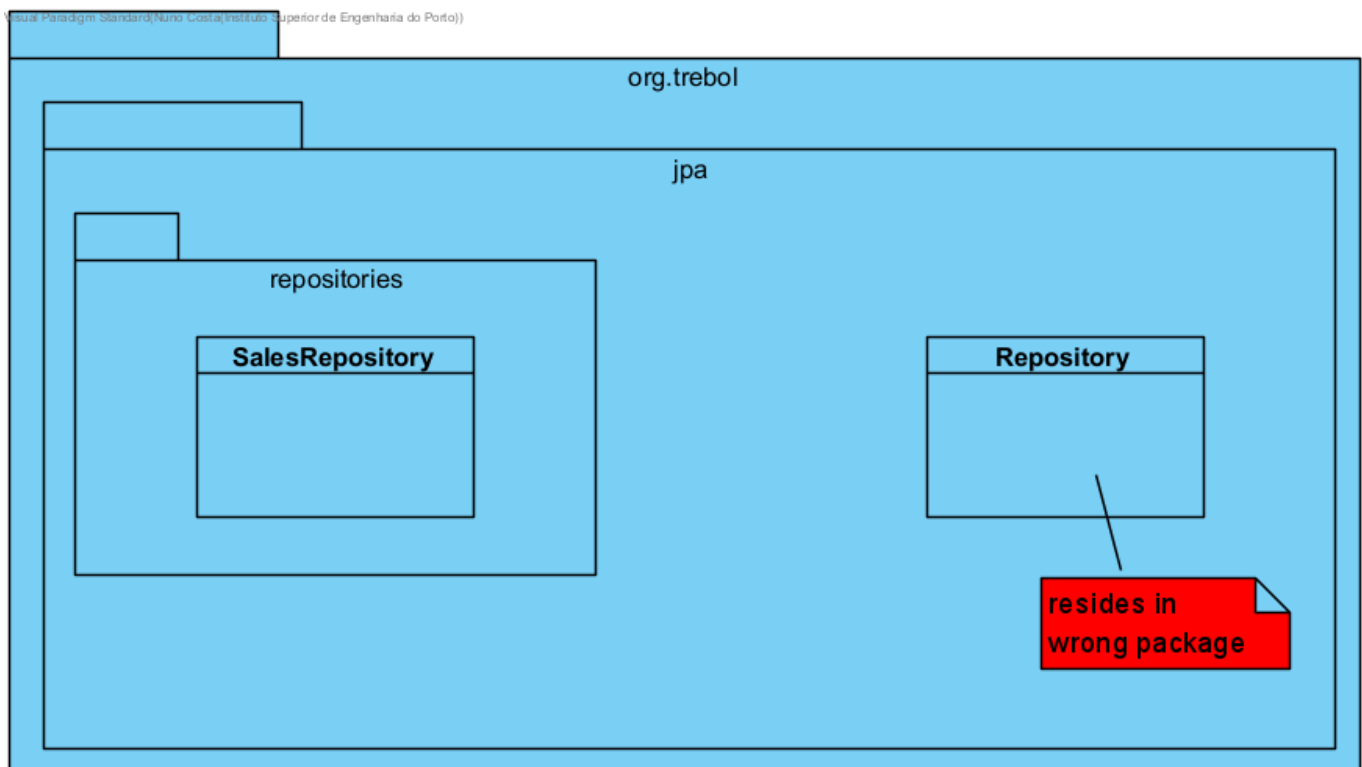 Visual Paradigm Standard(Nuno Costa(Instituto Superior de Engenharia do Porto))
org.trebol
jpa
repositories
SalesRepository
Repository
resides in
wrong package